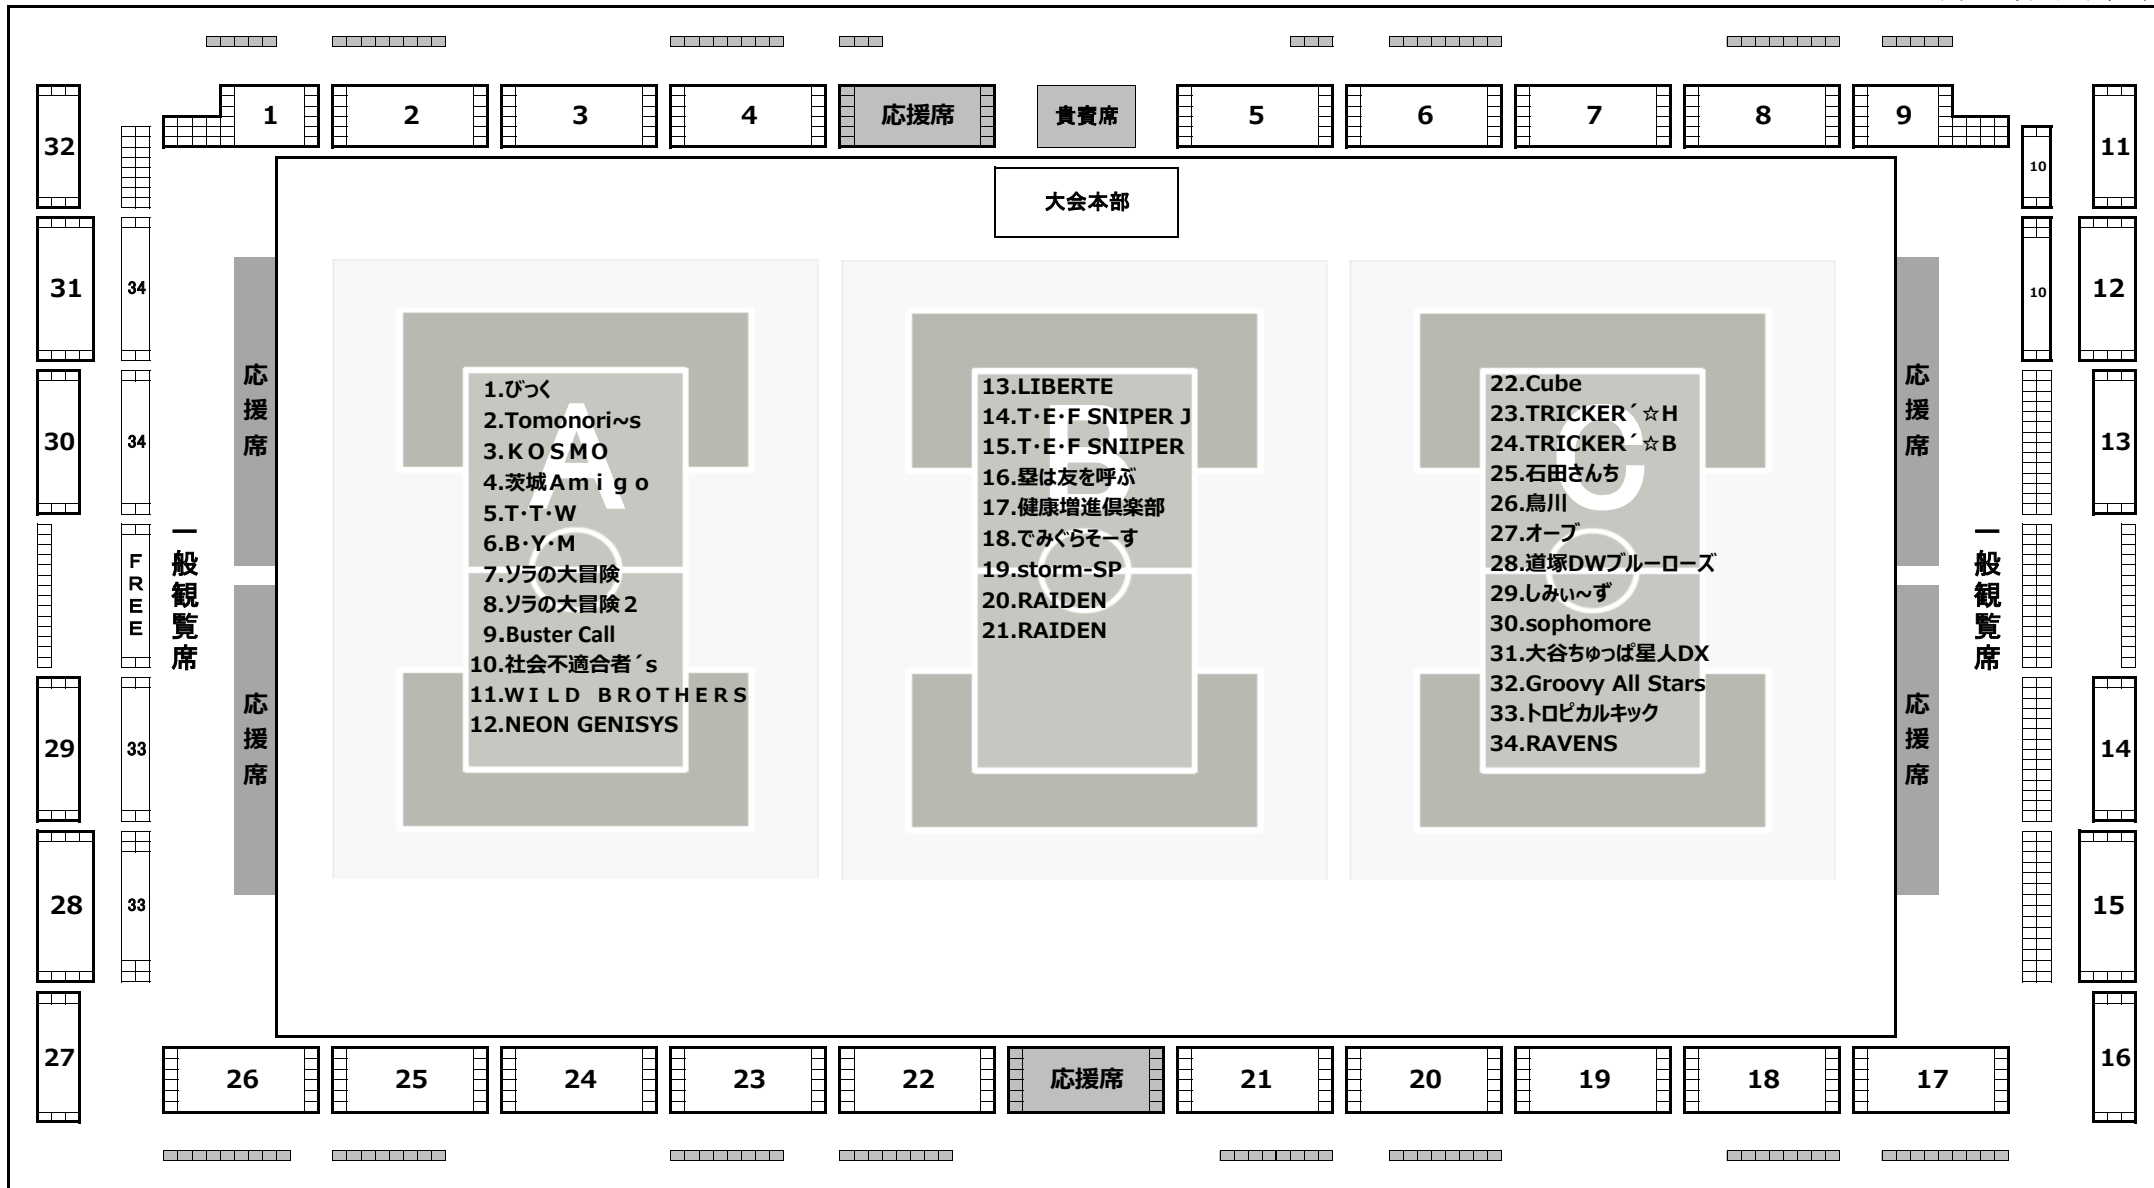 1
2
3
4
応援席
貴賓席
5
6
7
8
9
32
11
10
大会本部
31
34
10
12
応援席
応援席
30
34
13
A
B
C
1.びっく
2.Tomonori~s
3.ＫＯＳＭＯ
4.茨城Ａｍｉｇｏ
5.T･T･W
6.B･Y･M
7.ソラの大冒険
8.ソラの大冒険２
9.Buster Call
10.社会不適合者´s
11.ＷＩＬＤ　ＢＲＯＴＨＥＲＳ
12.NEON GENISYS
13.LIBERTE
14.T･E･F SNIPER J
15.T･E･F SNIIPER
16.塁は友を呼ぶ
17.健康増進倶楽部
18.でみぐらそーす
19.storm-SP
20.RAIDEN
21.RAIDEN
22.Cube
23.TRICKER´☆H
24.TRICKER´☆B
25.石田さんち
26.鳥川
27.オーブ
28.道塚DWブルーローズ
29.しみぃ～ず
30.sophomore
31.大谷ちゅっぱ星人DX
32.Groovy All Stars
33.トロピカルキック
34.RAVENS
FREE
一般観覧席
一般観覧席
29
33
応援席
応援席
14
28
33
15
27
16
26
25
24
23
22
応援席
21
20
19
18
17